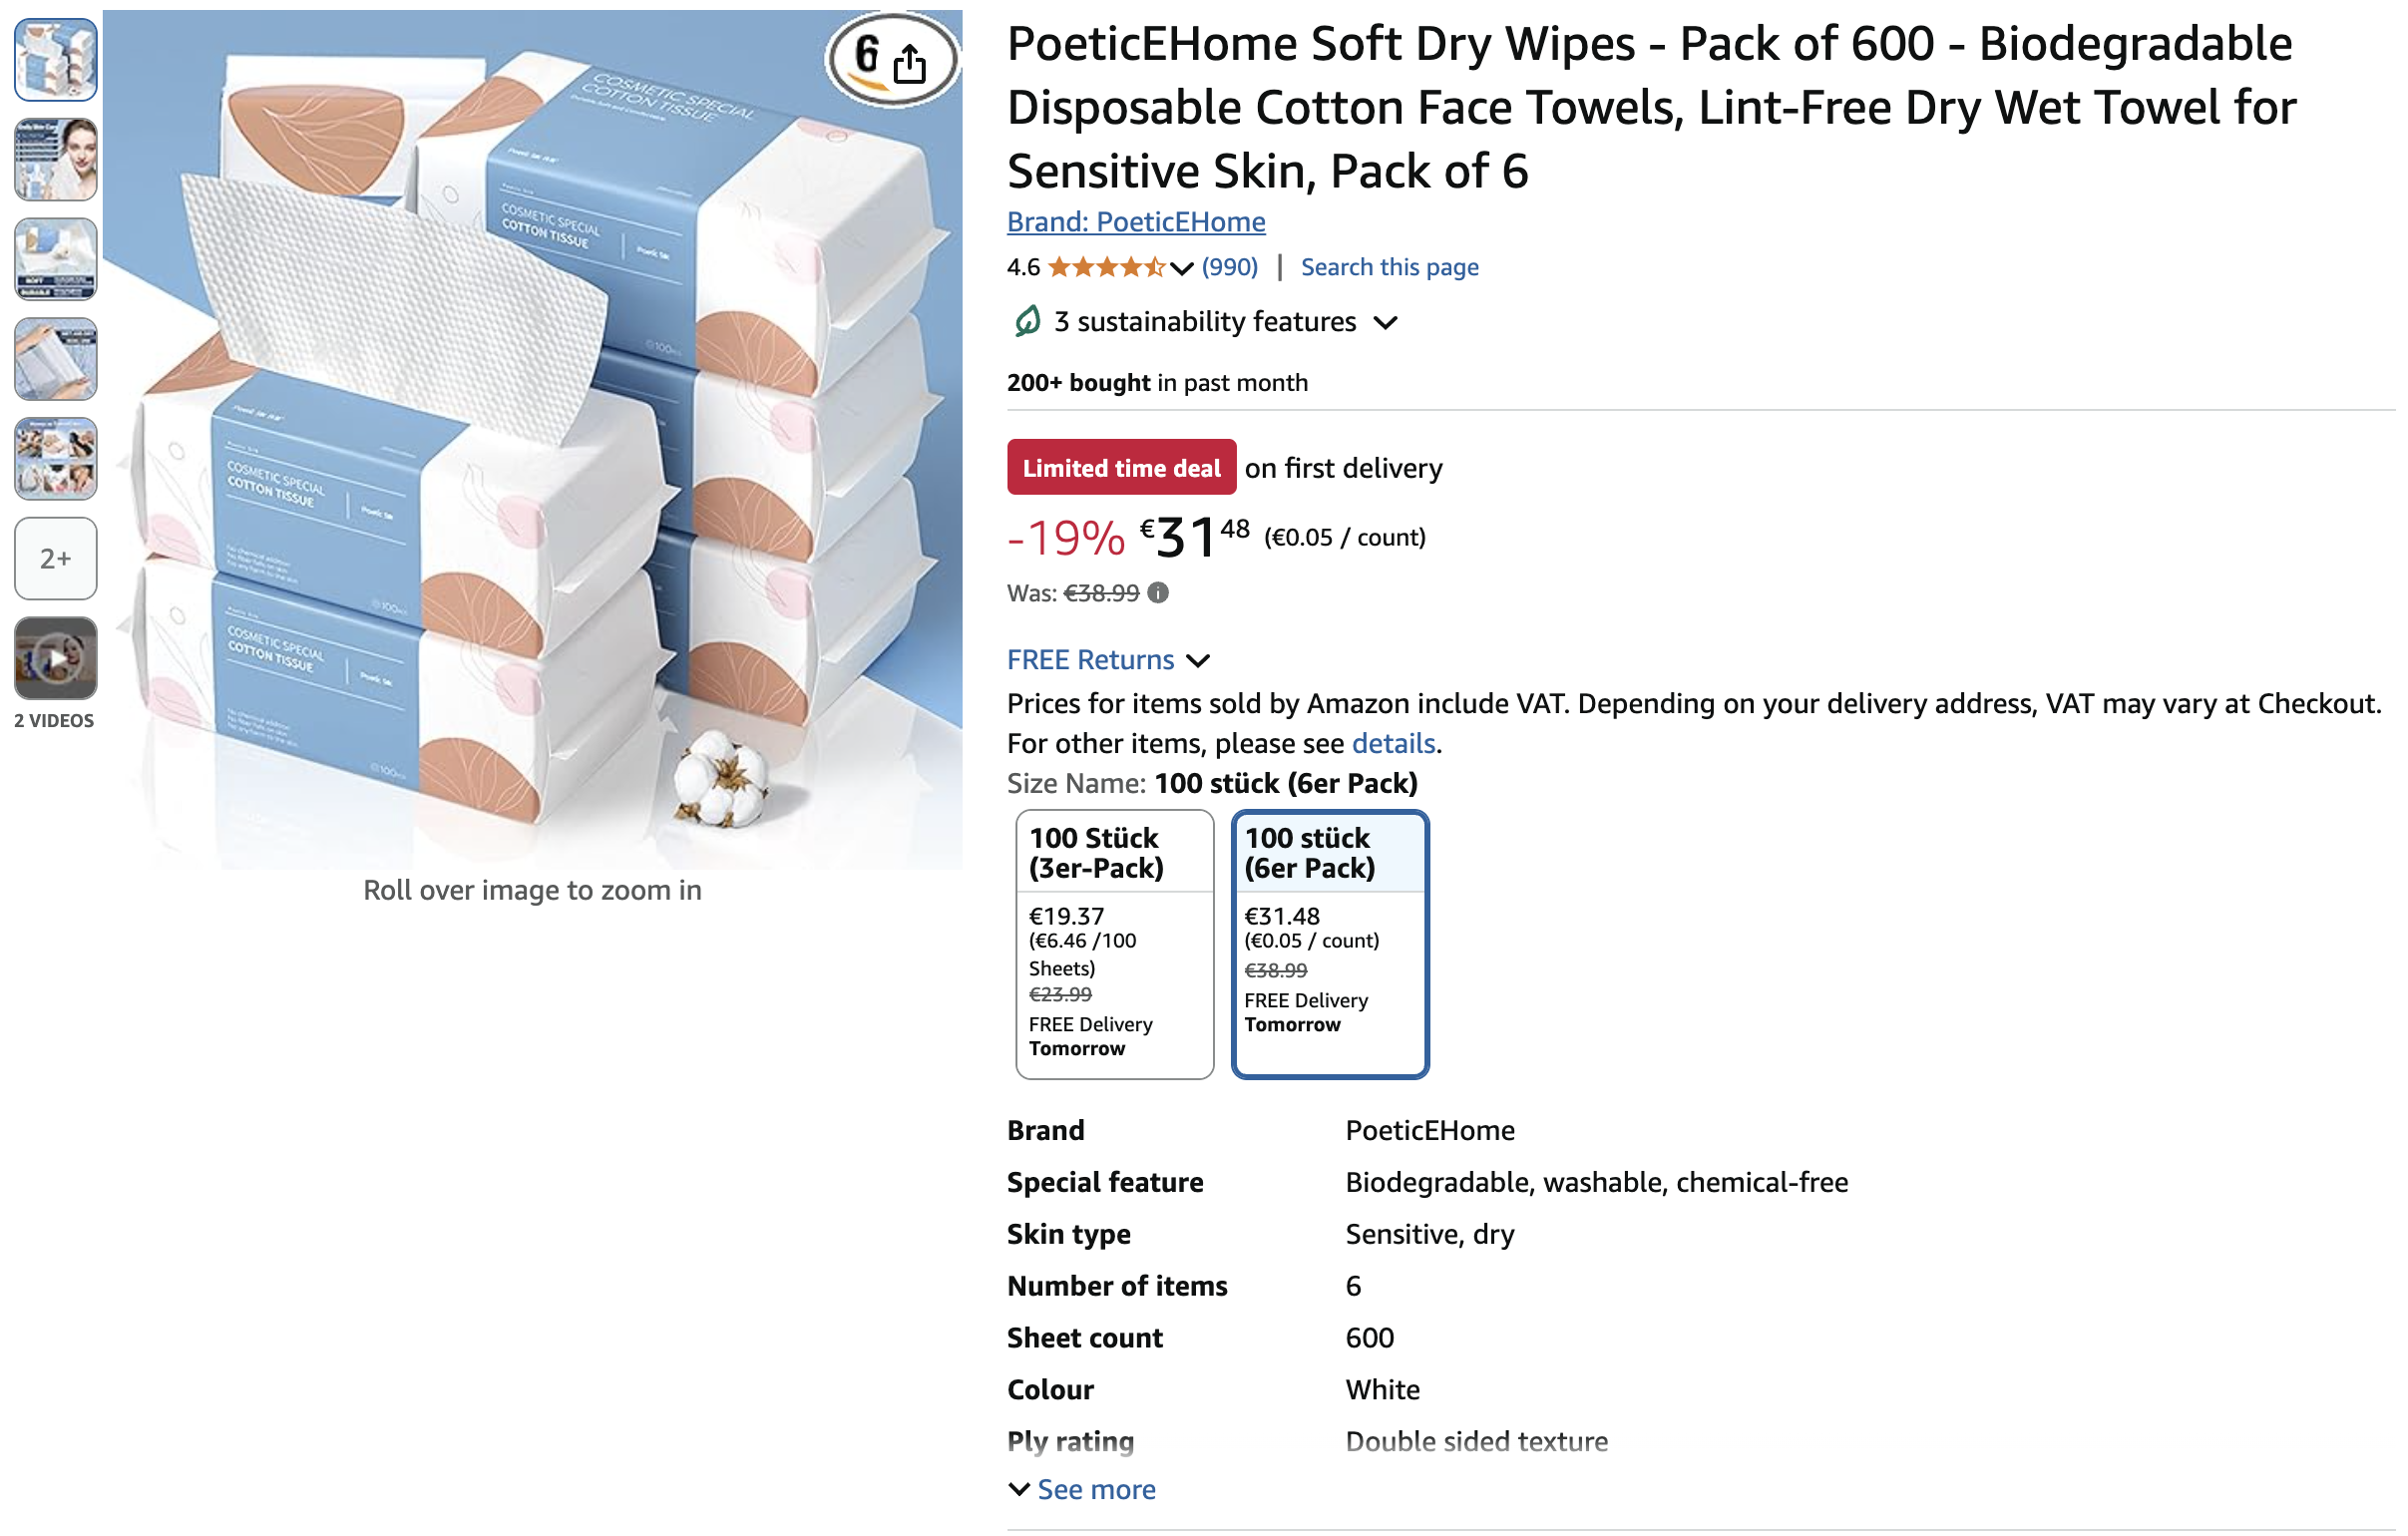 6
COSMETIC SPECIAL
COTTON TISSUE
COSMETIC SPECIAL
COTTON TISSUE
COSMETIC SPECIAL
COTTON TISSUE
COSMETIC SPECIAL
COTTON TISSUE
2+
2 VIDEOS
Roll over image to zoom in
PoeticEHome Soft Dry Wipes - Pack of 600 - Biodegradable
Disposable Cotton Face Towels, Lint-Free Dry Wet Towel for
Sensitive Skin, Pack of 6
Brand: PoeticEHome
4.6 (990) | Search this page
3 sustainability features
200+ bought in past month
Limited time deal on first delivery
-19% €31 48 (€0.05 / count)
Was: €38.99
FREE Returns
Prices for items sold by Amazon include VAT. Depending on your delivery address, VAT may vary at Checkout.
For other items, please see details.
Size Name: 100 stück (6er Pack)
100 Stück
(3er-Pack)
€19.37
(€6.46 /100
Sheets)
€23.99
FREE Delivery
Tomorrow
100 stück
(6er Pack)
€31.48
(€0.05 / count)
€38.99
FREE Delivery
Tomorrow
Brand PoeticEHome
Special feature Biodegradable, washable, chemical-free
Skin type Sensitive, dry
Number of items 6
Sheet count 600
Colour White
Ply rating Double sided texture
See more